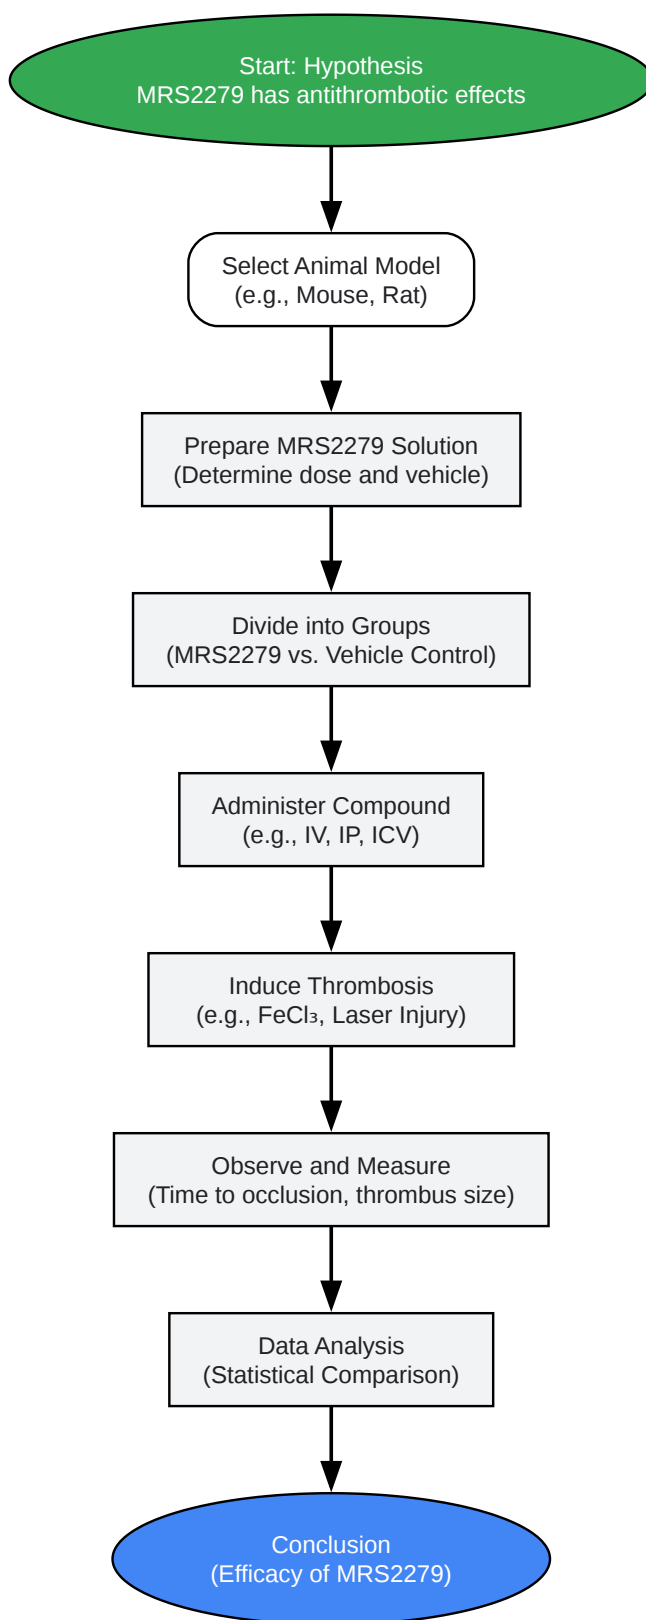 Start: Hypothesis
MRS2279 has antithrombotic effects
Select Animal Model
(e.g., Mouse, Rat)
Prepare MRS2279 Solution
(Determine dose and vehicle)
Divide into Groups
(MRS2279 vs. Vehicle Control)
Administer Compound
(e.g., IV, IP, ICV)
Induce Thrombosis
(e.g., FeCl₃, Laser Injury)
Observe and Measure
(Time to occlusion, thrombus size)
Data Analysis
(Statistical Comparison)
Conclusion
(Efficacy of MRS2279)